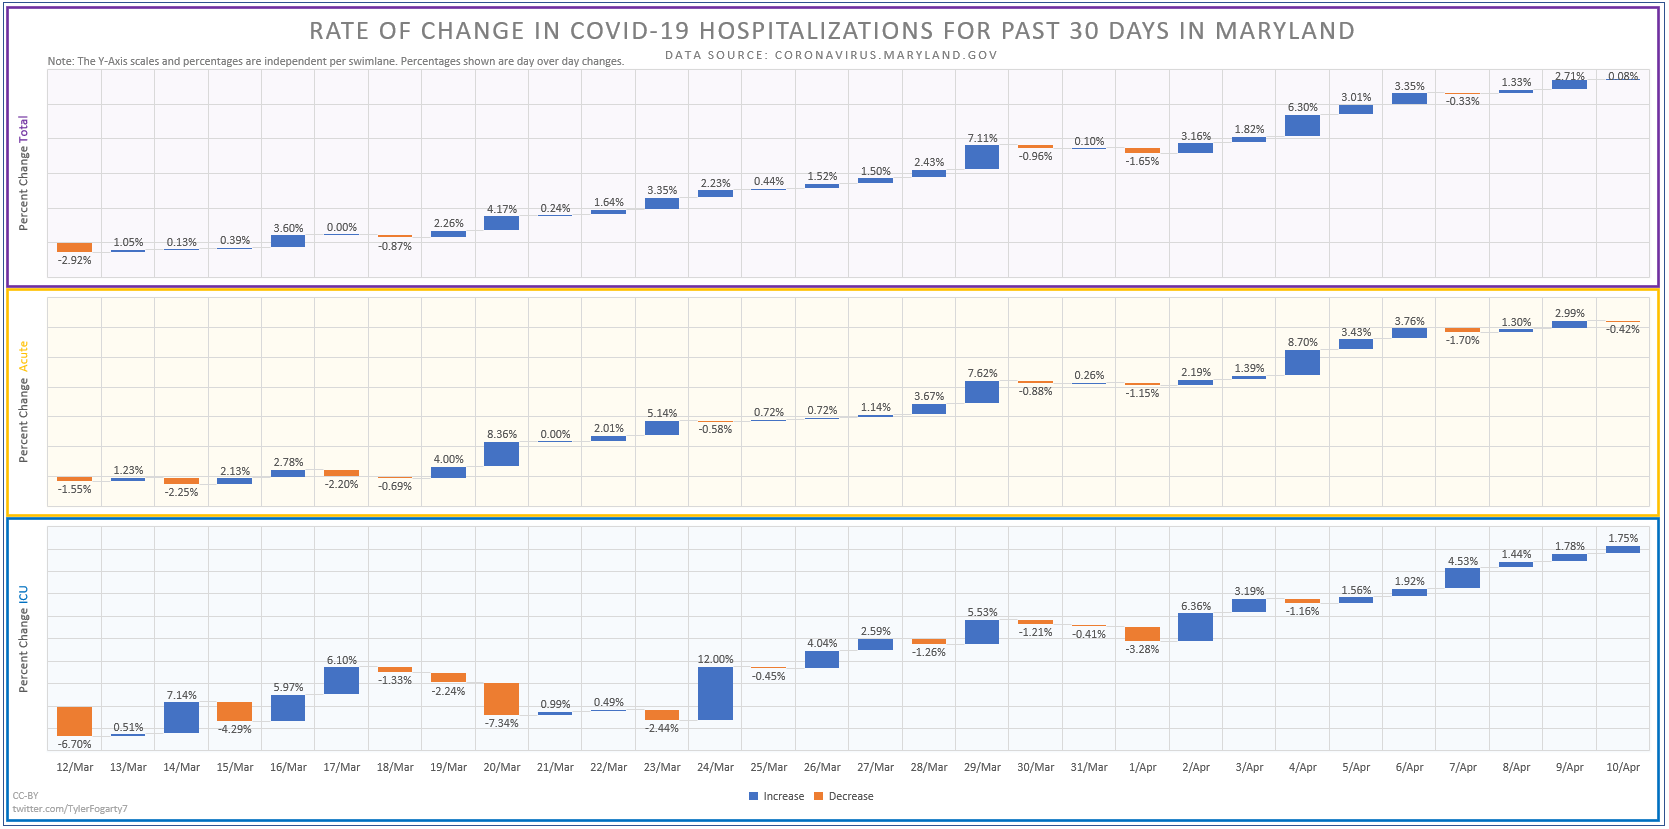 RATE OF CHANGE IN COVID-19 HOSPITALIZATIONS FOR PAST 30 DAYS IN MARYLAND
DATA SOURCE: CORONAVIRUS.MARYLAND.GOV
Note: The Y-Axis scales and percentages are independent per swimlane. Percentages shown are day over day changes.
Percent Change Total
-2.92% 1.05% 0.13% 0.39% 3.60% 0.00% -0.87% 2.26% 4.17% 0.24% 1.64% 3.35% 2.23% 0.44% 1.52% 1.50% 2.43% 7.11% -0.96% 0.10% -1.65% 3.16% 1.82% 6.30% 3.01% 3.35% -0.33% 1.33% 2.71% 0.08%
Percent Change Acute
-1.55% 1.23% -2.25% 2.13% 2.78% -2.20% -0.69% 4.00% 8.36% 0.00% 2.01% 5.14% -0.58% 0.72% 0.72% 1.14% 3.67% 7.62% -0.88% 0.26% -1.15% 2.19% 1.39% 8.70% 3.43% 3.76% -1.70% 1.30% 2.99% -0.42%
Percent Change ICU
-6.70% 0.51% 7.14% -4.29% 5.97% 6.10% -1.33% -2.24% -7.34% 0.99% 0.49% -2.44% 12.00% -0.45% 4.04% 2.59% -1.26% 5.53% -1.21% -0.41% -3.28% 6.36% 3.19% -1.16% 1.56% 1.92% 4.53% 1.44% 1.78% 1.75%
12/Mar 13/Mar 14/Mar 15/Mar 16/Mar 17/Mar 18/Mar 19/Mar 20/Mar 21/Mar 22/Mar 23/Mar 24/Mar 25/Mar 26/Mar 27/Mar 28/Mar 29/Mar 30/Mar 31/Mar 1/Apr 2/Apr 3/Apr 4/Apr 5/Apr 6/Apr 7/Apr 8/Apr 9/Apr 10/Apr
Increase Decrease
CC-BY
twitter.com/TylerFogarty7